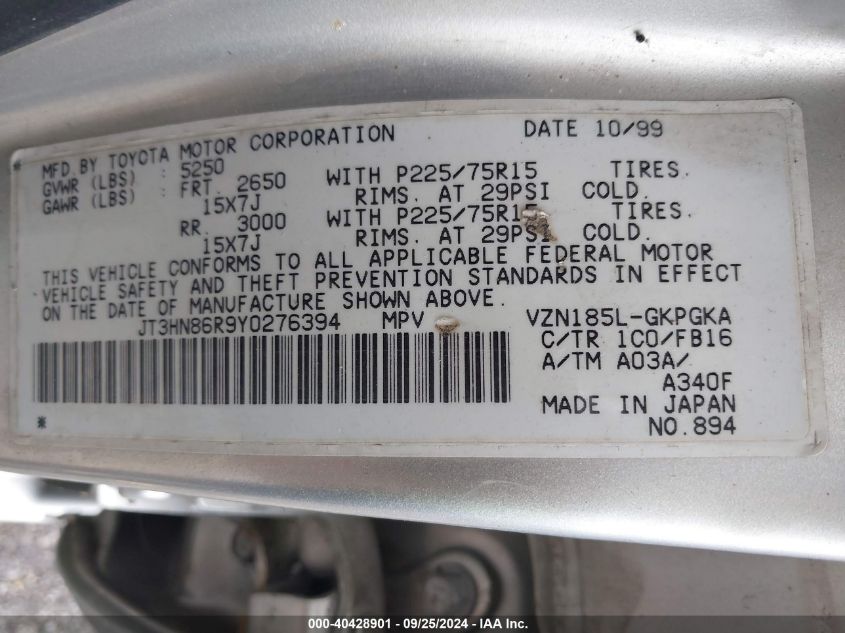 MFD. BY TOYOTA MOTOR CORPORATION DATE 10/99
GVWR (LBS) : 5250
GAWR (LBS) : FRT. 2650 WITH P225/75R15 TIRES.
15X7J RIMS. AT 29PSI COLD.
RR. 3000 WITH P225/75R15 TIRES.
15X7J RIMS. AT 29PSI COLD.
THIS VEHICLE CONFORMS TO ALL APPLICABLE FEDERAL MOTOR
VEHICLE SAFETY AND THEFT PREVENTION STANDARDS IN EFFECT
ON THE DATE OF MANUFACTURE SHOWN ABOVE.
JT3HN86R9Y0276394 MPV VZN185L-GKPGKA
C/TR 1C0/FB16
A/TM A03A/
A340F
MADE IN JAPAN
* NO.894
000-40428901 - 09/25/2024 - IAA Inc.